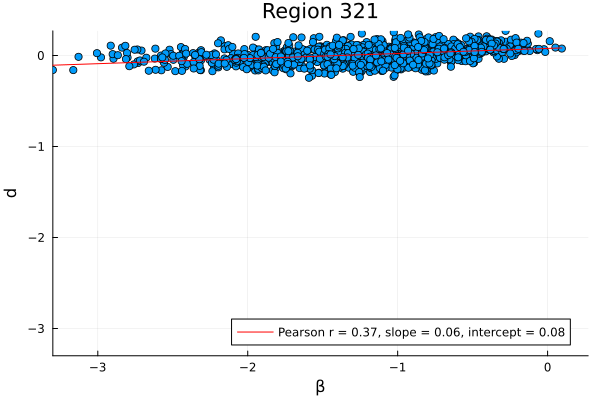 Region 321
0
−1
−2
−3
d
Pearson r = 0.37, slope = 0.06, intercept = 0.08
−3
−2
−1
0
β